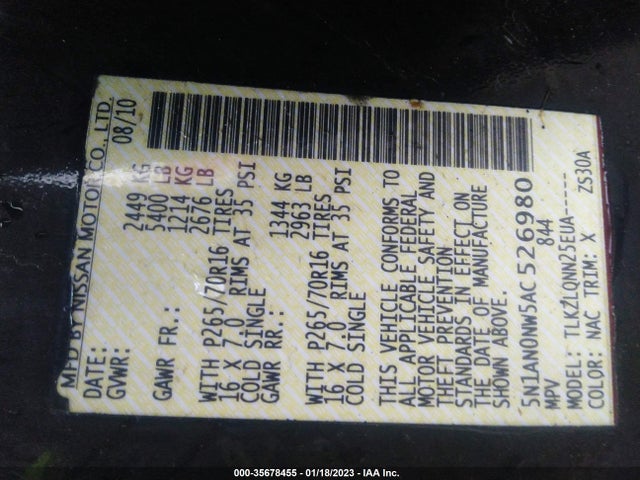 MFD BY NISSAN MOTOR CO., LTD.
DATE: 08/10
GVWR: 2449 KG
5400 LB
GAWR FR.: 1214 KG
2676 LB
WITH P265/70R16 TIRES
16 X 7.0 RIMS AT 35 PSI
COLD SINGLE
GAWR RR.: 1344 KG
2963 LB
WITH P265/70R16 TIRES
16 X 7.0 RIMS AT 35 PSI
COLD SINGLE
THIS VEHICLE CONFORMS TO
ALL APPLICABLE FEDERAL
MOTOR VEHICLE SAFETY AND
THEFT PREVENTION
STANDARDS IN EFFECT ON
THE DATE OF MANUFACTURE
SHOWN ABOVE.
5N1AN0NW5AC526980
MPV 844
MODEL: TLKZLQNN25EUA-----
COLOR: NAC TRIM: X ZS30A
000-35678455 - 01/18/2023 - IAA Inc.